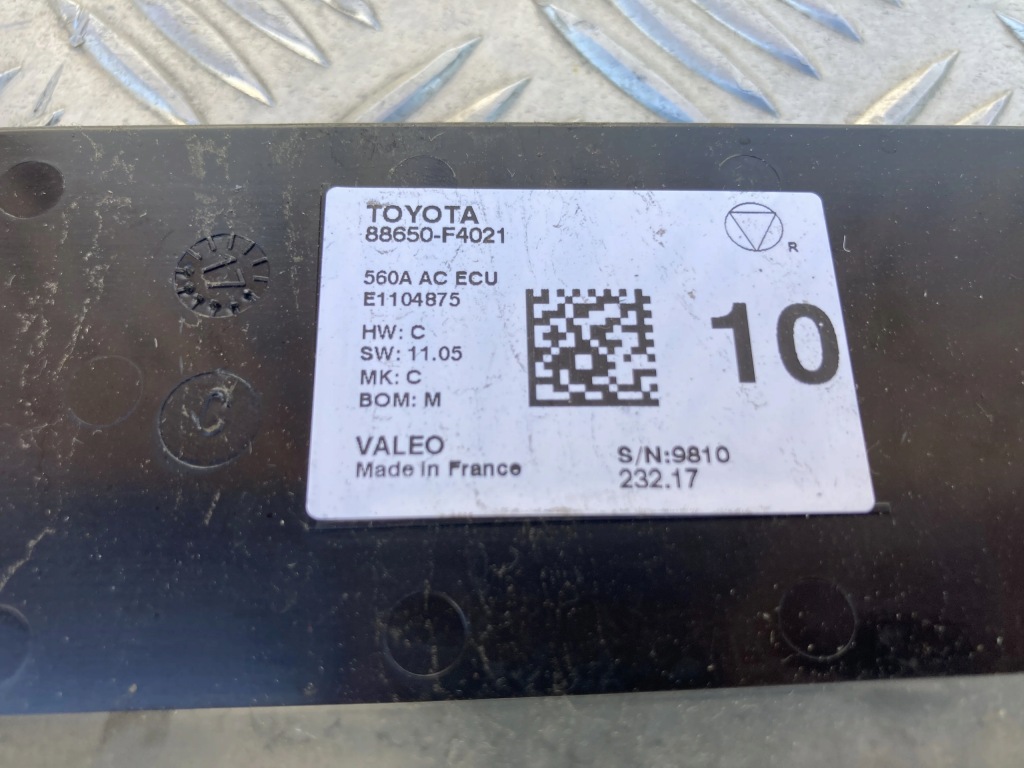 TOYOTA
88650-F4021
R
560A AC ECU
E1104875
HW: C
SW: 11.05
MK: C
BOM: M
10
VALEO
Made in France
S/N:9810
232.17
17
C